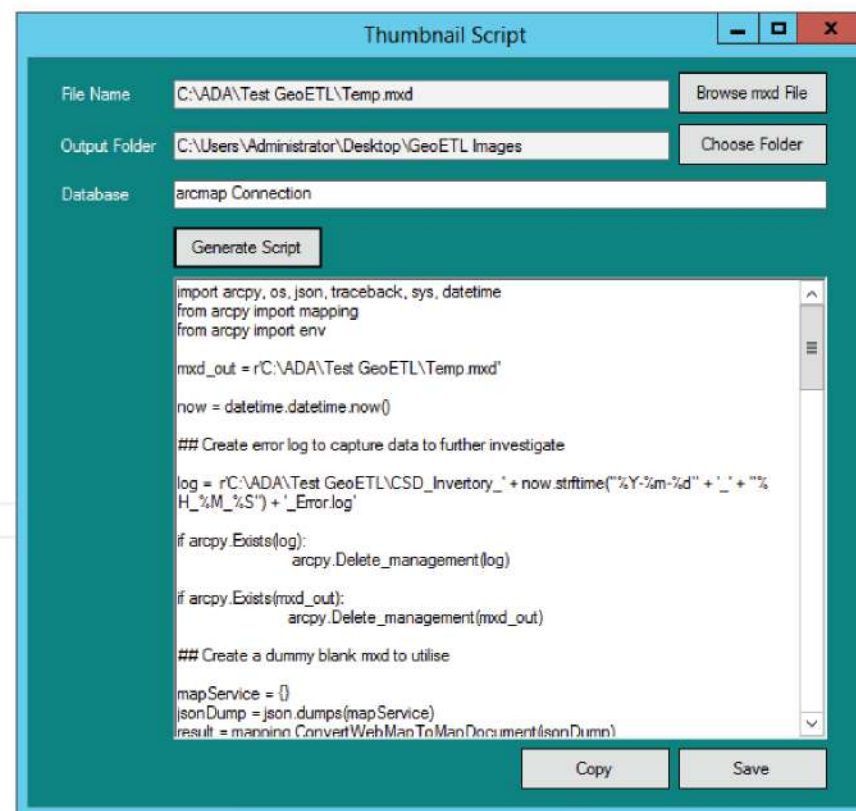 Thumbnail Script
File Name
C:\ADA\Test GeoETL\Temp.mxd
Browse mxd File
Output Folder
C:\Users\Administrator\Desktop\GeoETL Images
Choose Folder
Database
arcmap Connection
Generate Script
import arcpy, os, json, traceback, sys, datetime
from arcpy import mapping
from arcpy import env
mxd_out = r'C:\ADA\Test GeoETL\Temp.mxd'
now = datetime.datetime.now()
## Create error log to capture data to further investigate
log = r'C:\ADA\Test GeoETL\CSD_Invertory_' + now.strftime("%Y-%m-%d" + '_' + "%
H_%M_%S") + '_Error.log'
if arcpy.Exists(log):
arcpy.Delete_management(log)
if arcpy.Exists(mxd_out):
arcpy.Delete_management(mxd_out)
## Create a dummy blank mxd to utilise
mapService = {}
jsonDump = json.dumps(mapService)
result = mapping.ConvertWebMapToMapDocument(jsonDump)
Copy
Save